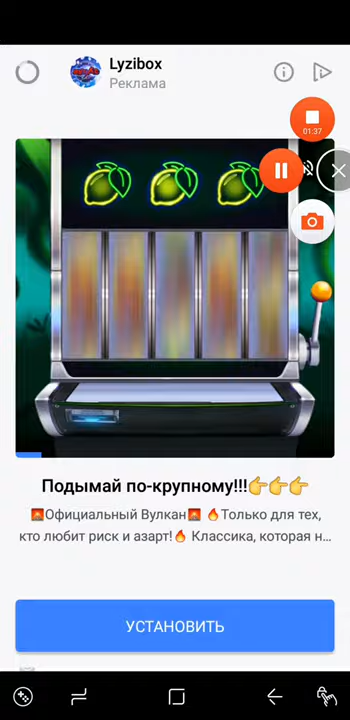 Lyzibox
Реклама
01:37
Подымай по-крупному!!!👉👉👉
🌋Официальный Вулкан🌋 🔥Только для тех,
кто любит риск и азарт!🔥 Классика, которая н...
УСТАНОВИТЬ